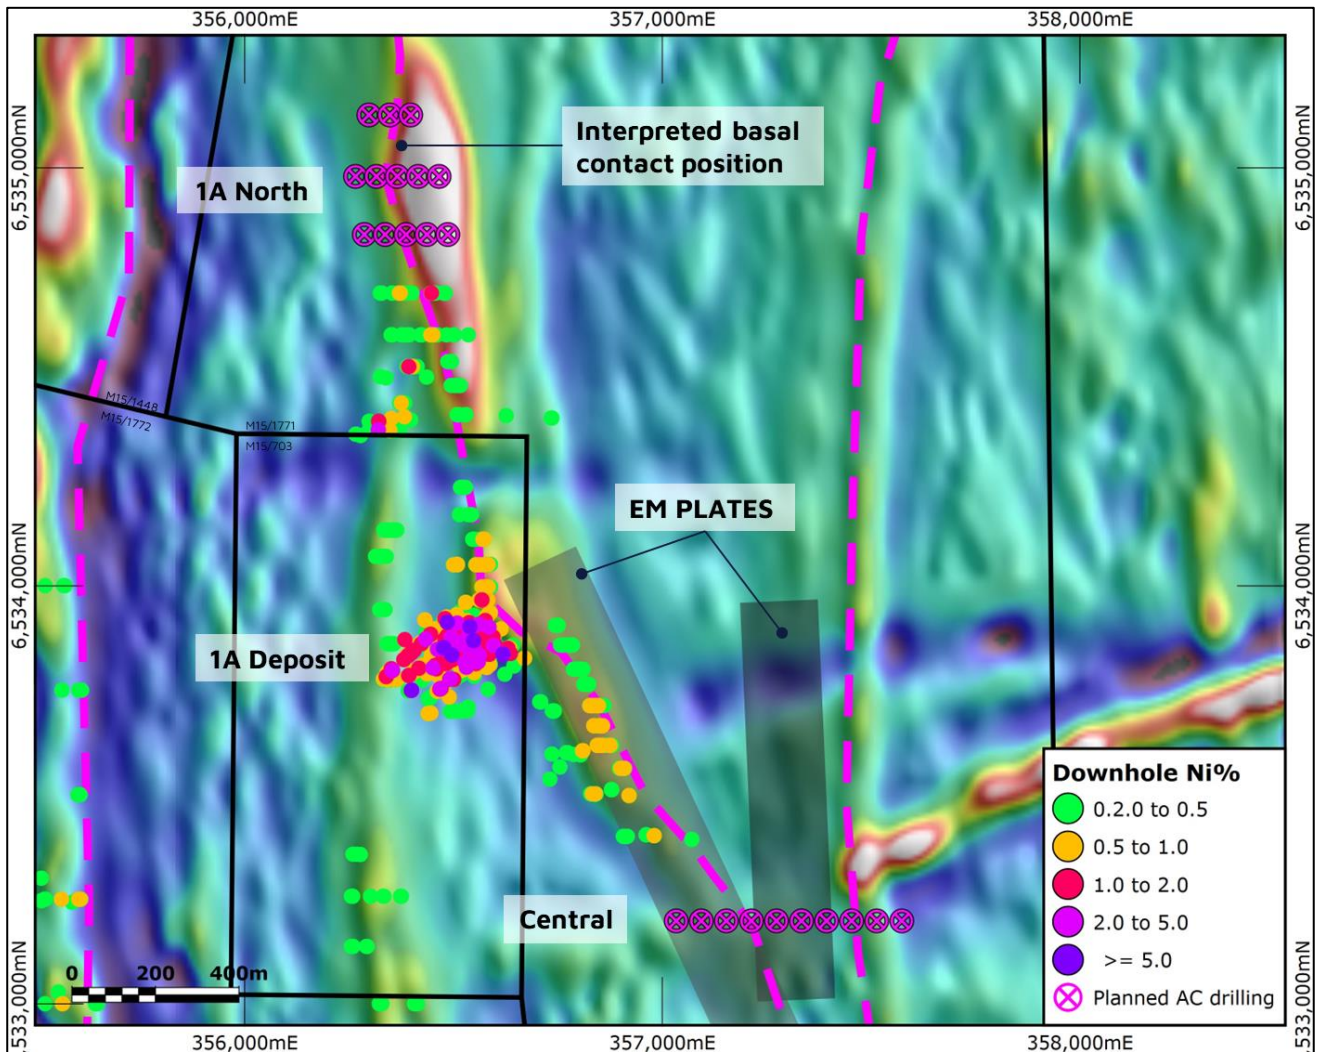 356,000mE
357,000mE
358,000mE
6,535,000mN
6,535,000mN
Interpreted basal
contact position
1A North
M15/1448
M15/1772
M15/1771
M15/703
EM PLATES
6,534,000mN
6,534,000mN
1A Deposit
Downhole Ni%
0.2.0 to 0.5
0.5 to 1.0
1.0 to 2.0
2.0 to 5.0
>= 5.0
Planned AC drilling
Central
0 200 400m
6,533,000mN
6,533,000mN
356,000mE
357,000mE
358,000mE